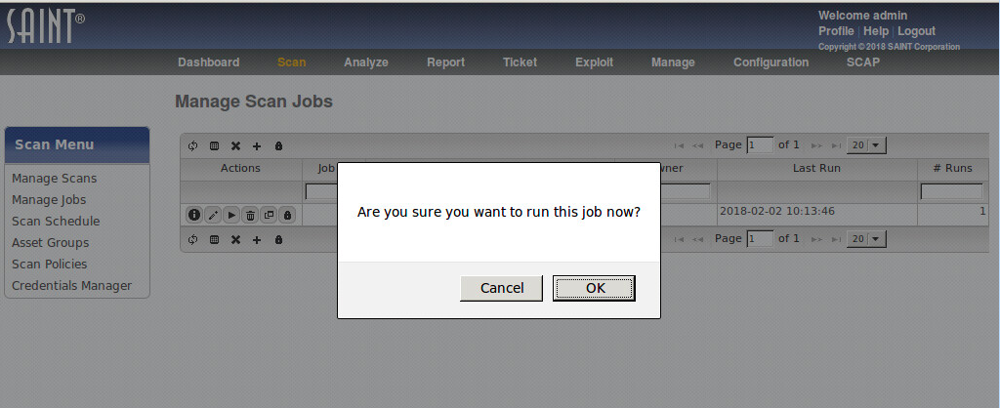 SAINT®
Welcome admin
Profile | Help | Logout
Copyright © 2018 SAINT Corporation
Dashboard Scan Analyze Report Ticket Exploit Manage Configuration SCAP
Manage Scan Jobs
Scan Menu
Manage Scans
Manage Jobs
Scan Schedule
Asset Groups
Scan Policies
Credentials Manager
Page 1 of 1 20
Actions Job wner Last Run # Runs
2018-02-02 10:13:46 1
Page 1 of 1 20
Are you sure you want to run this job now?
Cancel OK